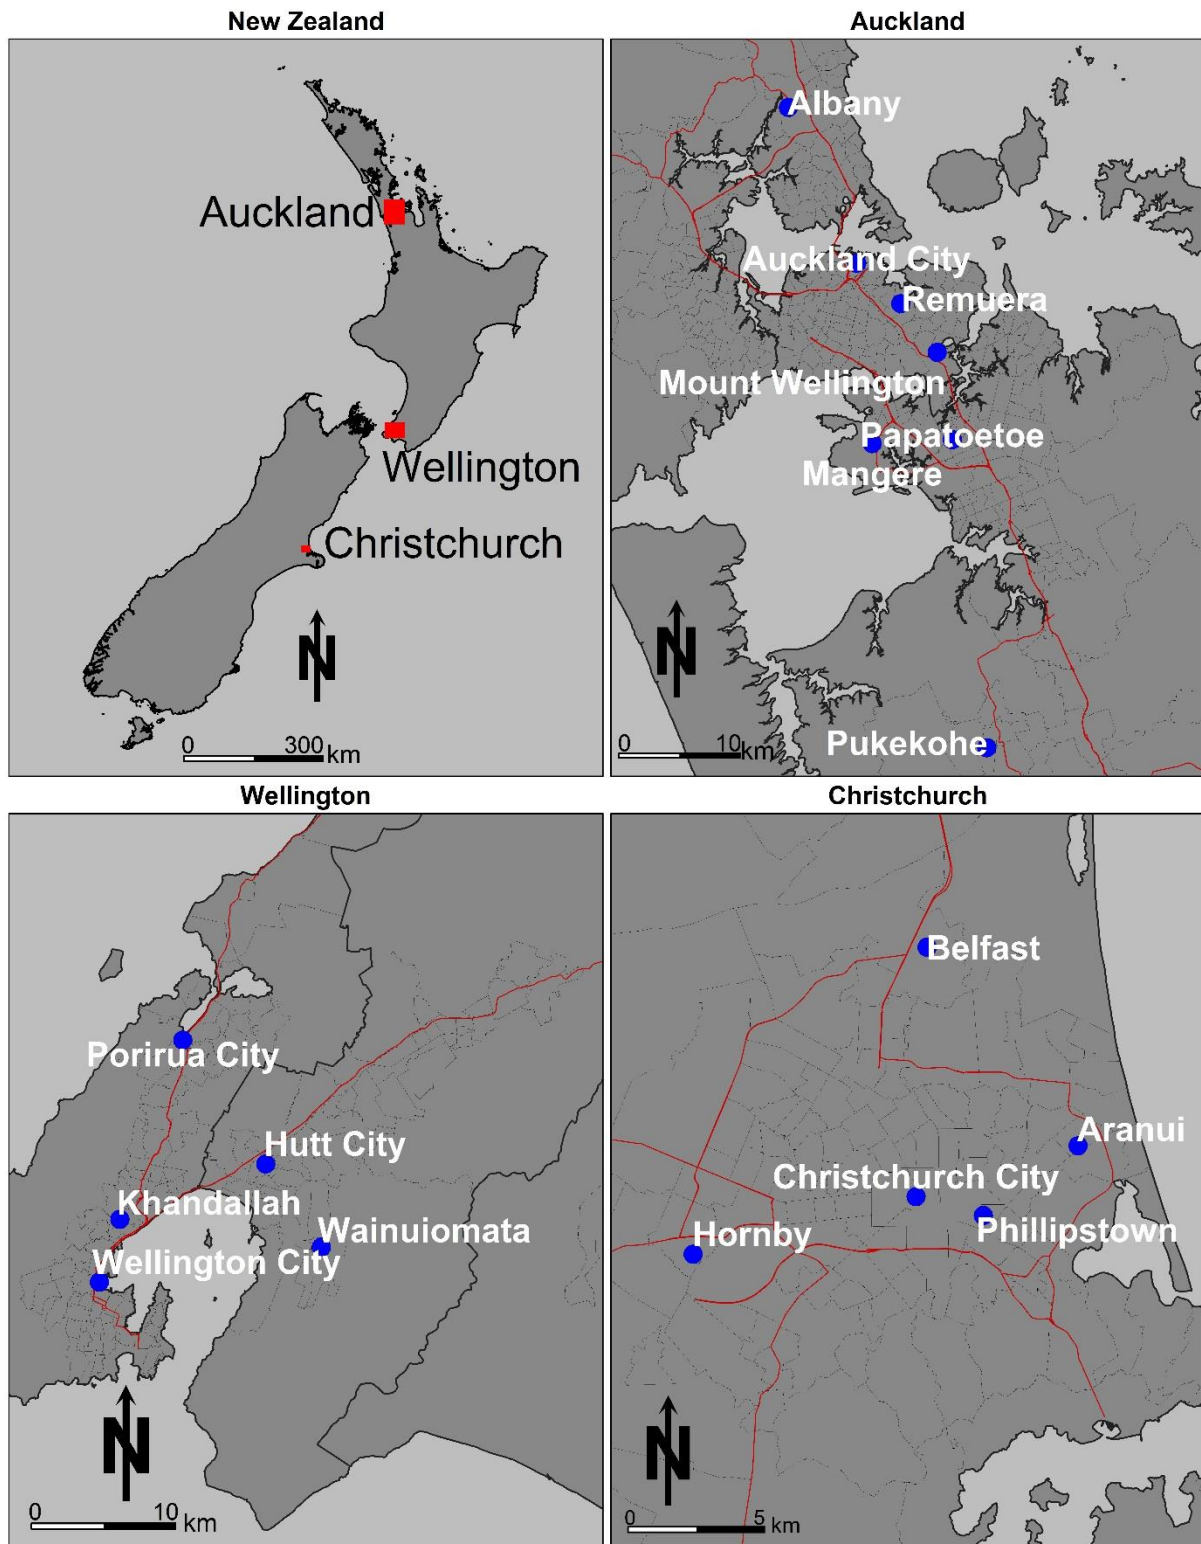 New Zealand
Auckland
Wellington
Christchurch
N
0 300 km
Auckland
Albany
Auckland City
Remuera
Mount Wellington
Papatoetoe
Mangere
N
0 10 km
Pukekohe
Wellington
Porirua City
Hutt City
Khandallah
Wainuiomata
Wellington City
N
0 10 km
Christchurch
Belfast
Aranui
Christchurch City
Phillipstown
Hornby
N
0 5 km